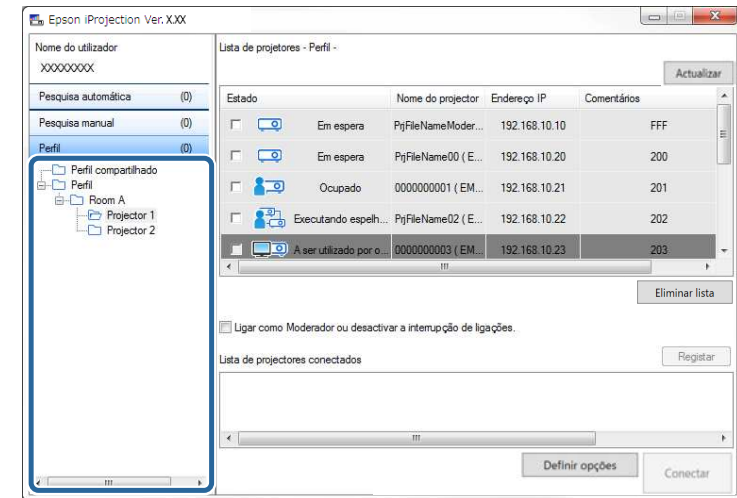 Epson iProjection Ver. X.XX
Nome do utilizador
XXXXXXXX
Pesquisa automática (0)
Pesquisa manual (0)
Perfil (0)
Perfil compartilhado
Perfil
Room A
Projector 1
Projector 2
Lista de projetores - Perfil -
Actualizar
Estado Nome do projector Endereço IP Comentários
Em espera PrjFileNameModer... 192.168.10.10 FFF
Em espera PrjFileName00 ( E... 192.168.10.20 200
Ocupado 0000000001 ( EM... 192.168.10.21 201
Executando espelh... PrjFileName02 ( E... 192.168.10.22 202
A ser utilizado por o... 0000000003 ( EM... 192.168.10.23 203
Eliminar lista
Ligar como Moderador ou desactivar a interrupção de ligações.
Lista de projectores conectados
Registar
Definir opções
Conectar